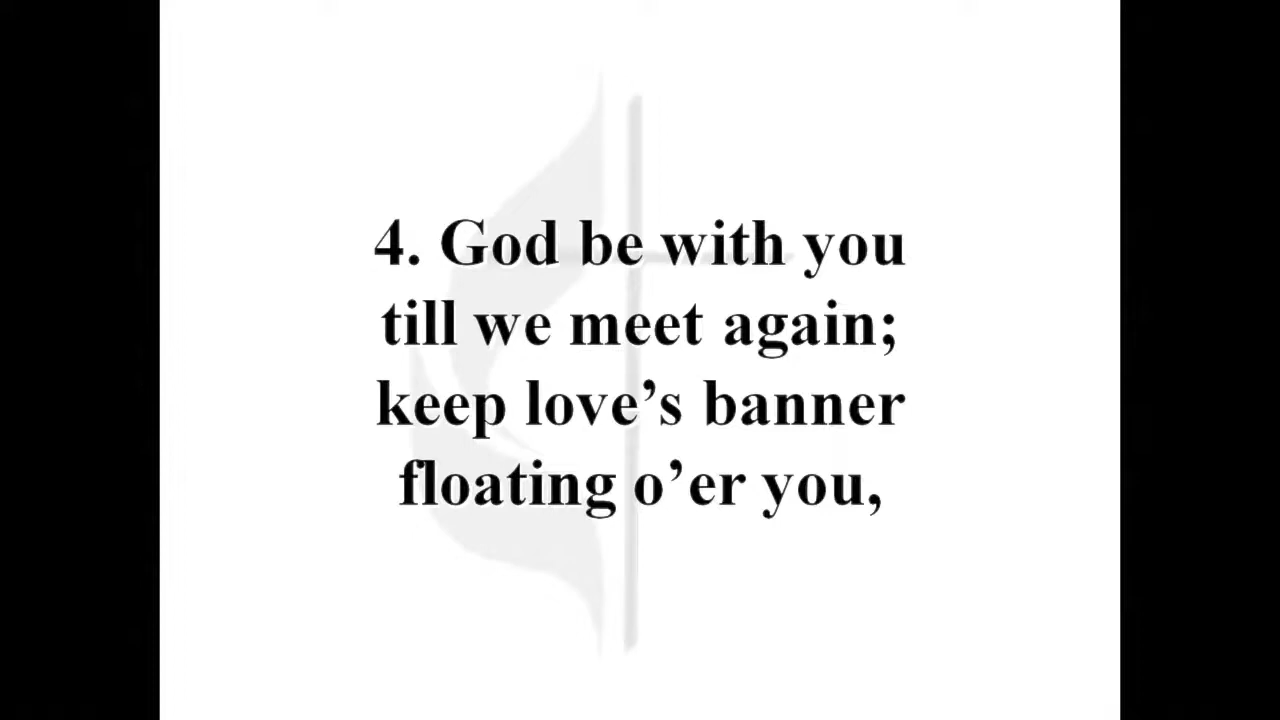 4. God be with you
till we meet again;
keep love’s banner
floating o’er you,